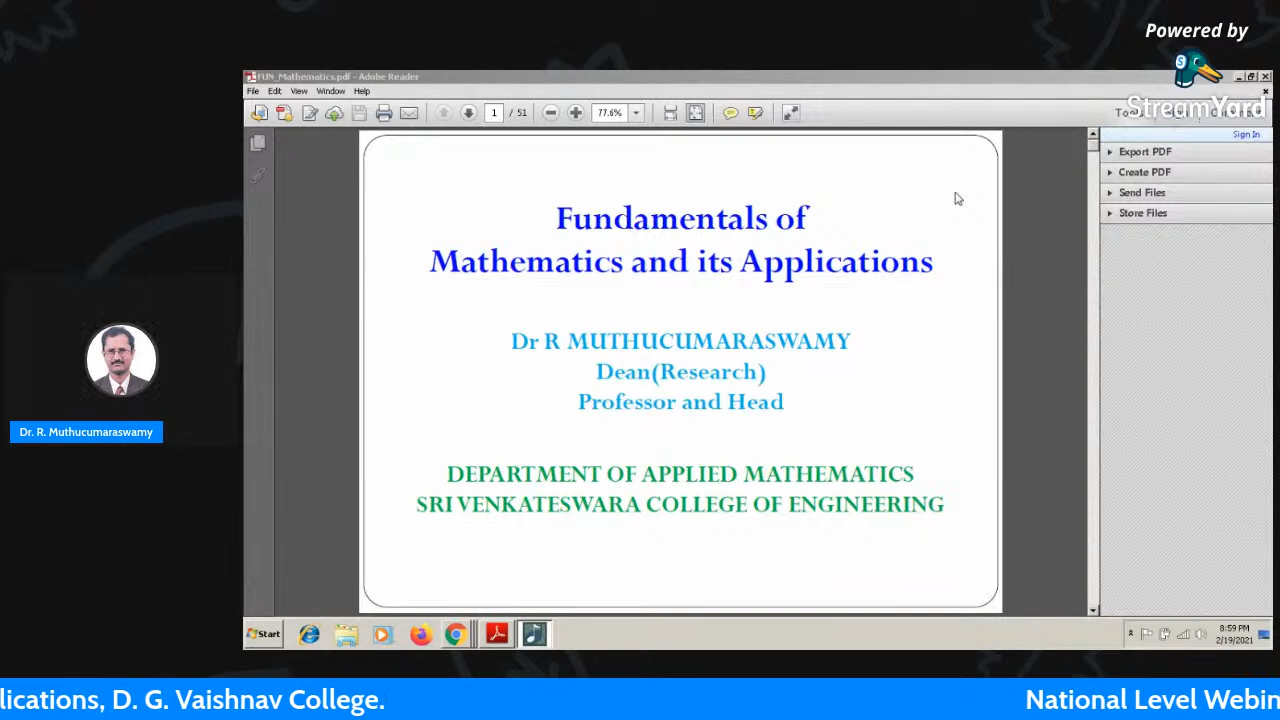 Powered by
StreamYard
FUN_Mathematics.pdf - Adobe Reader
File Edit View Window Help
1 / 51 77.6%
Sign In
Export PDF
Create PDF
Send Files
Store Files
Fundamentals of
Mathematics and its Applications
Dr R MUTHUCUMARASWAMY
Dean(Research)
Professor and Head
DEPARTMENT OF APPLIED MATHEMATICS
SRI VENKATESWARA COLLEGE OF ENGINEERING
Dr. R. Muthucumaraswamy
Start
8:59 PM
2/19/2021
lications, D. G. Vaishnav College. National Level Webin